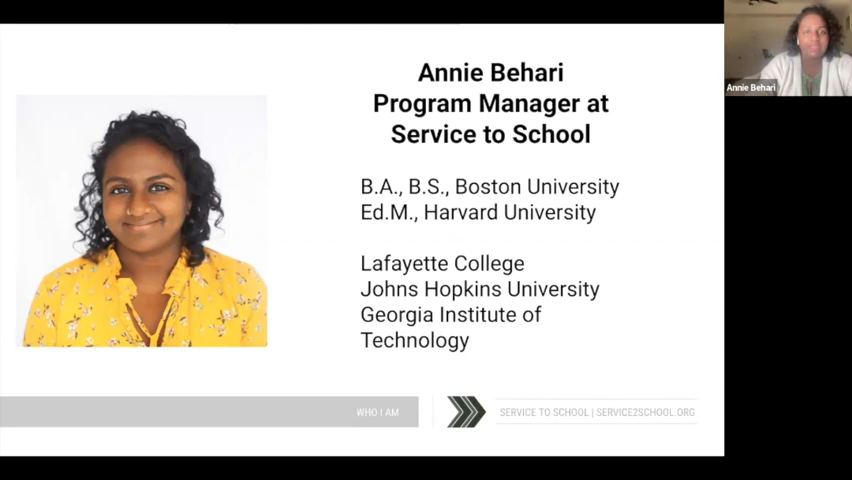 Annie Behari
Program Manager at
Service to School
B.A., B.S., Boston University
Ed.M., Harvard University
Lafayette College
Johns Hopkins University
Georgia Institute of
Technology
WHO I AM
SERVICE TO SCHOOL | SERVICE2SCHOOL.ORG
Annie Behari